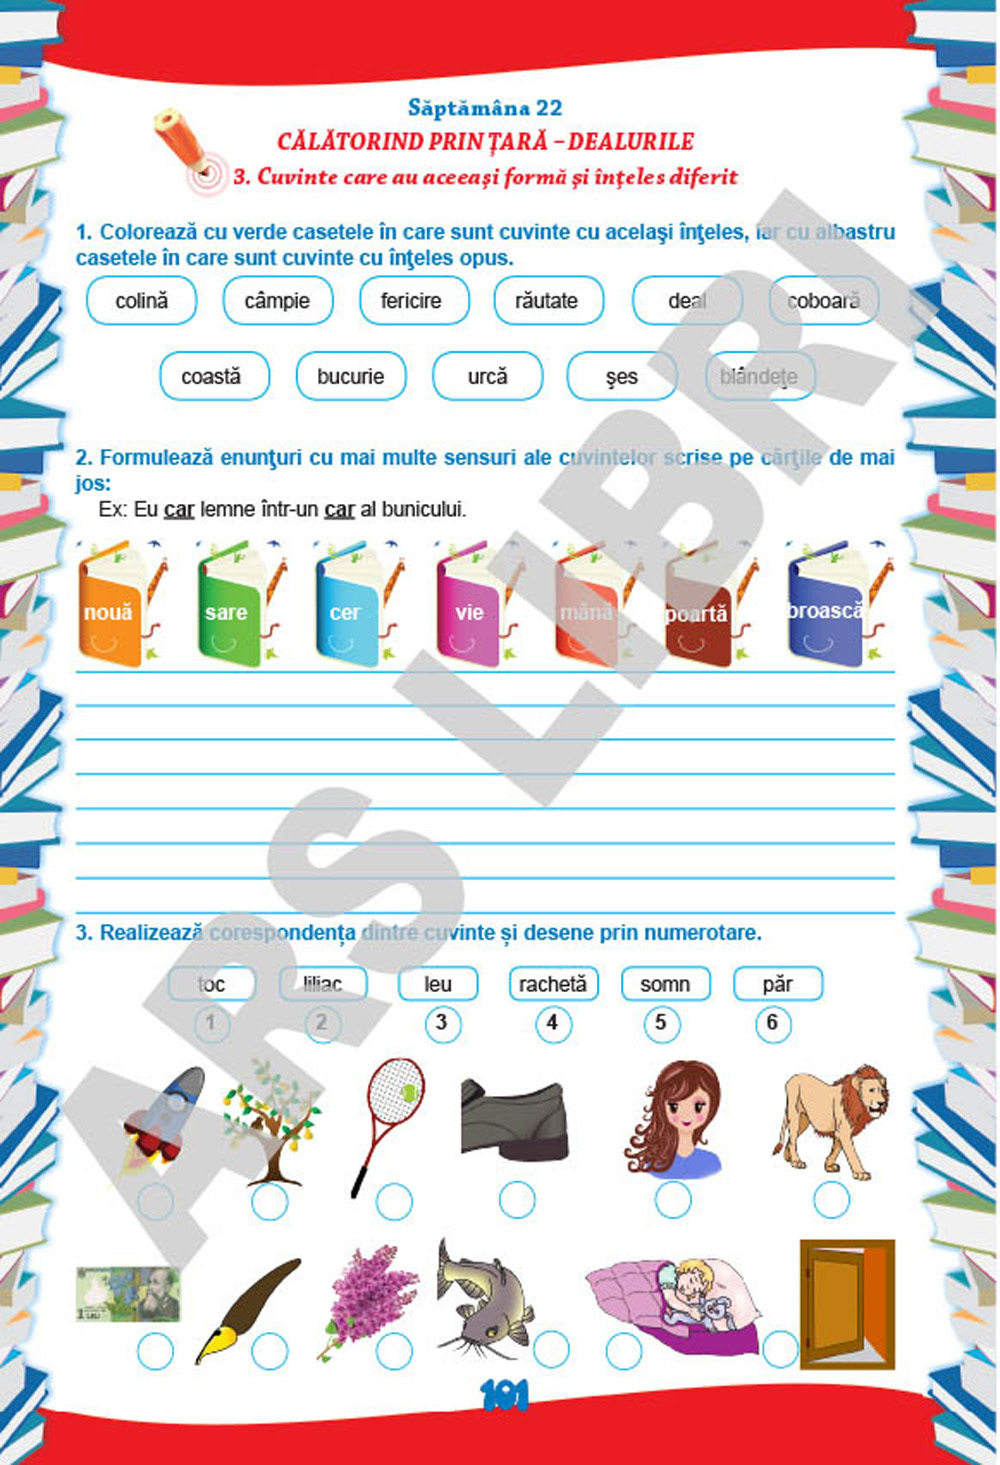 Săptămâna 22
CĂLĂTORIND PRIN ŢARĂ – DEALURILE
3. Cuvinte care au aceeaşi formă şi înţeles diferit
1. Colorează cu verde casetele în care sunt cuvinte cu acelaşi înţeles, iar cu albastru
casetele în care sunt cuvinte cu înţeles opus.
colină câmpie fericire răutate deal coboară
coastă bucurie urcă şes blândeţe
2. Formulează enunţuri cu mai multe sensuri ale cuvintelor scrise pe cărţile de mai
jos:
Ex: Eu car lemne într-un car al bunicului.
nouă sare cer vie mână poartă broască
3. Realizează corespondența dintre cuvinte și desene prin numerotare.
toc liliac leu rachetă somn păr
1 2 3 4 5 6
1 LEU
101
ARS LIBRI